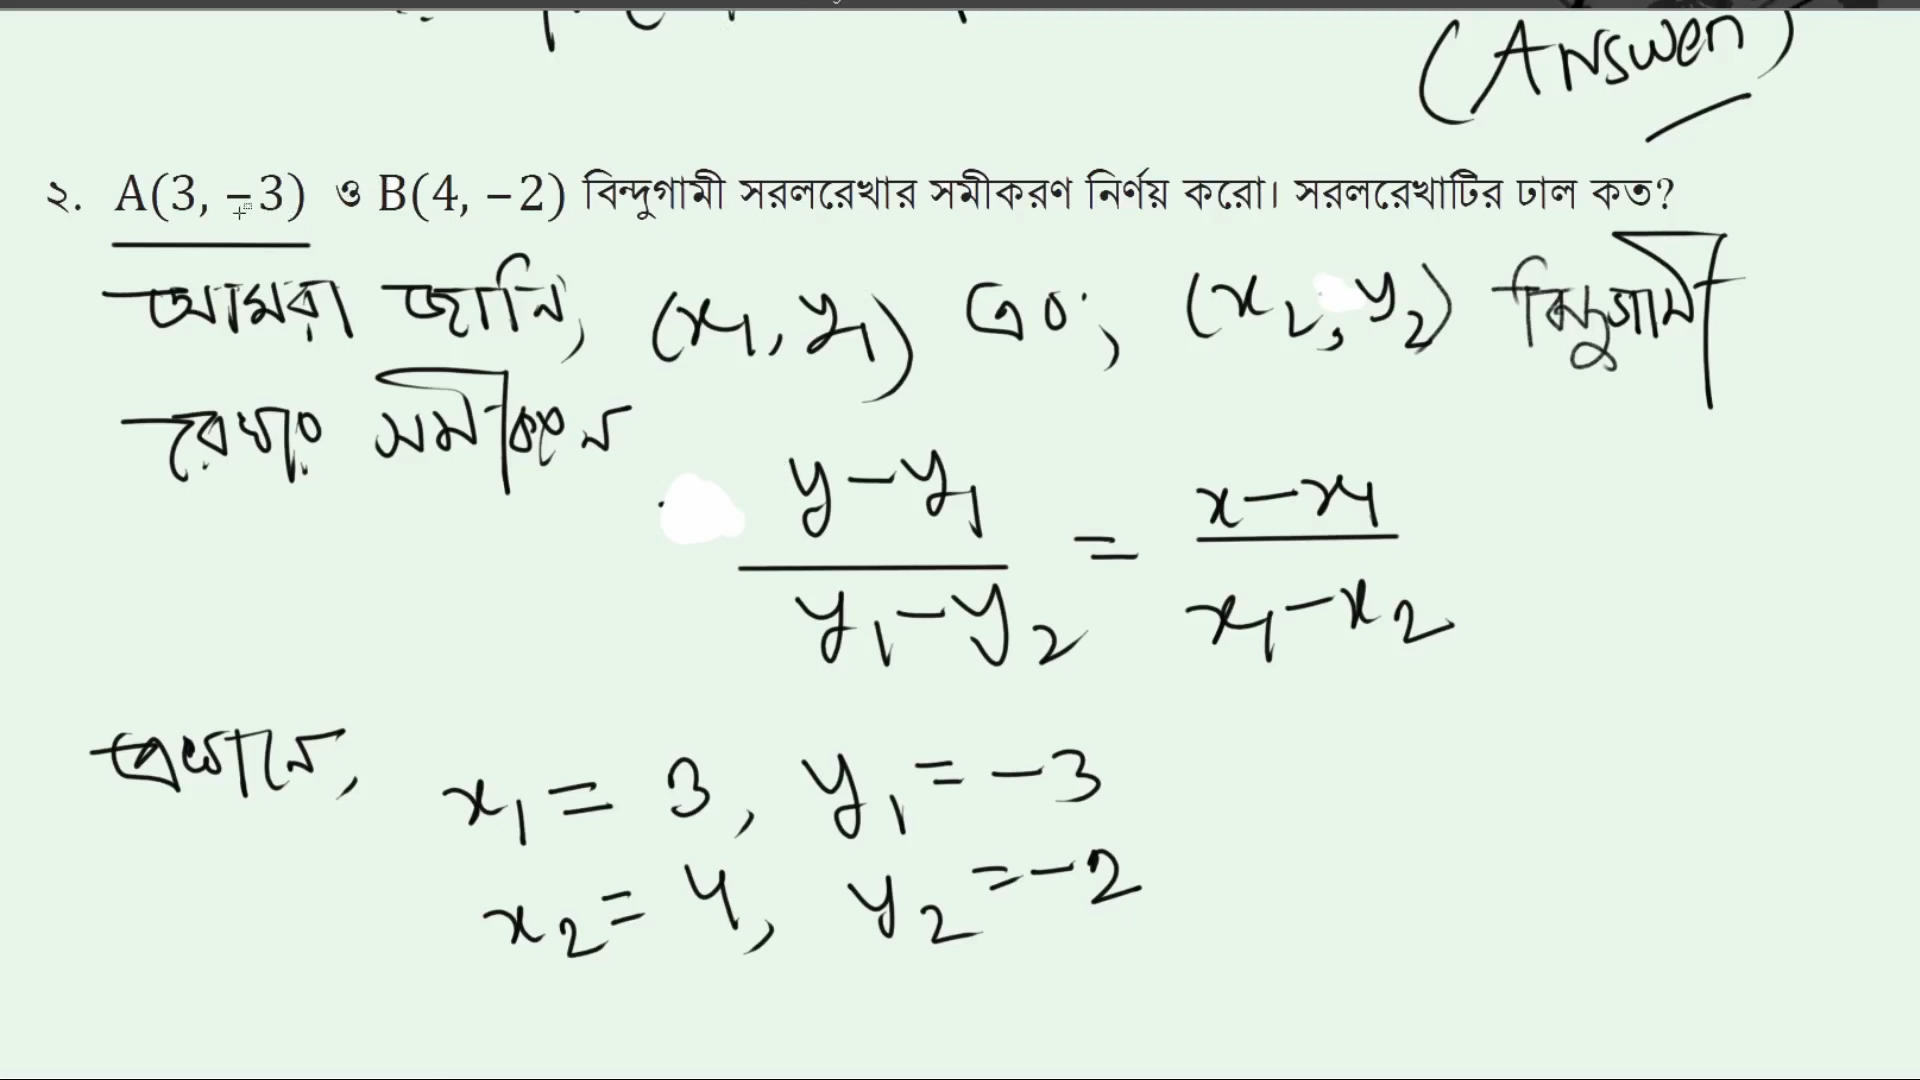 (Answer)
২. A(3, −3) ও B(4, −2) বিন্দুগামী সরলরেখার সমীকরণ নির্ণয় করো। সরলরেখাটির ঢাল কত?
আমরা জানি, (x₁, y₁) এবং, (x₂, y₂) বিন্দুগামী
রেখার সমীকরণ
y−y₁ / y₁−y₂ = x−x₁ / x₁−x₂
এখানে, x₁ = 3, y₁ = −3
x₂ = 4, y₂ = −2